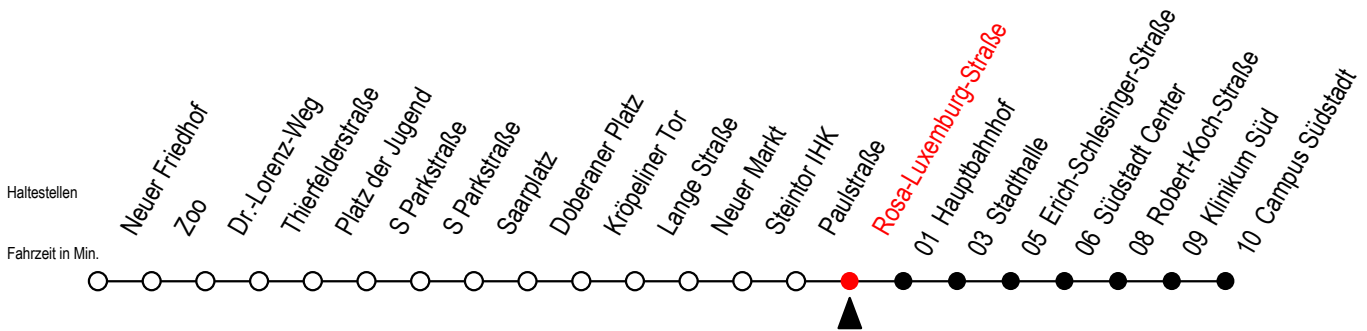 Haltestellen
Fahrzeit in Min.
Neuer Friedhof
Zoo
Dr.-Lorenz-Weg
Thierfelderstraße
Platz der Jugend
S Parkstraße
S Parkstraße
Saarplatz
Doberaner Platz
Kröpeliner Tor
Lange Straße
Neuer Markt
Steintor IHK
Paulstraße
Rosa-Luxemburg-Straße
01 Hauptbahnhof
03 Stadthalle
05 Erich-Schlesinger-Straße
06 Südstadt Center
08 Robert-Koch-Straße
09 Klinikum Süd
10 Campus Südstadt